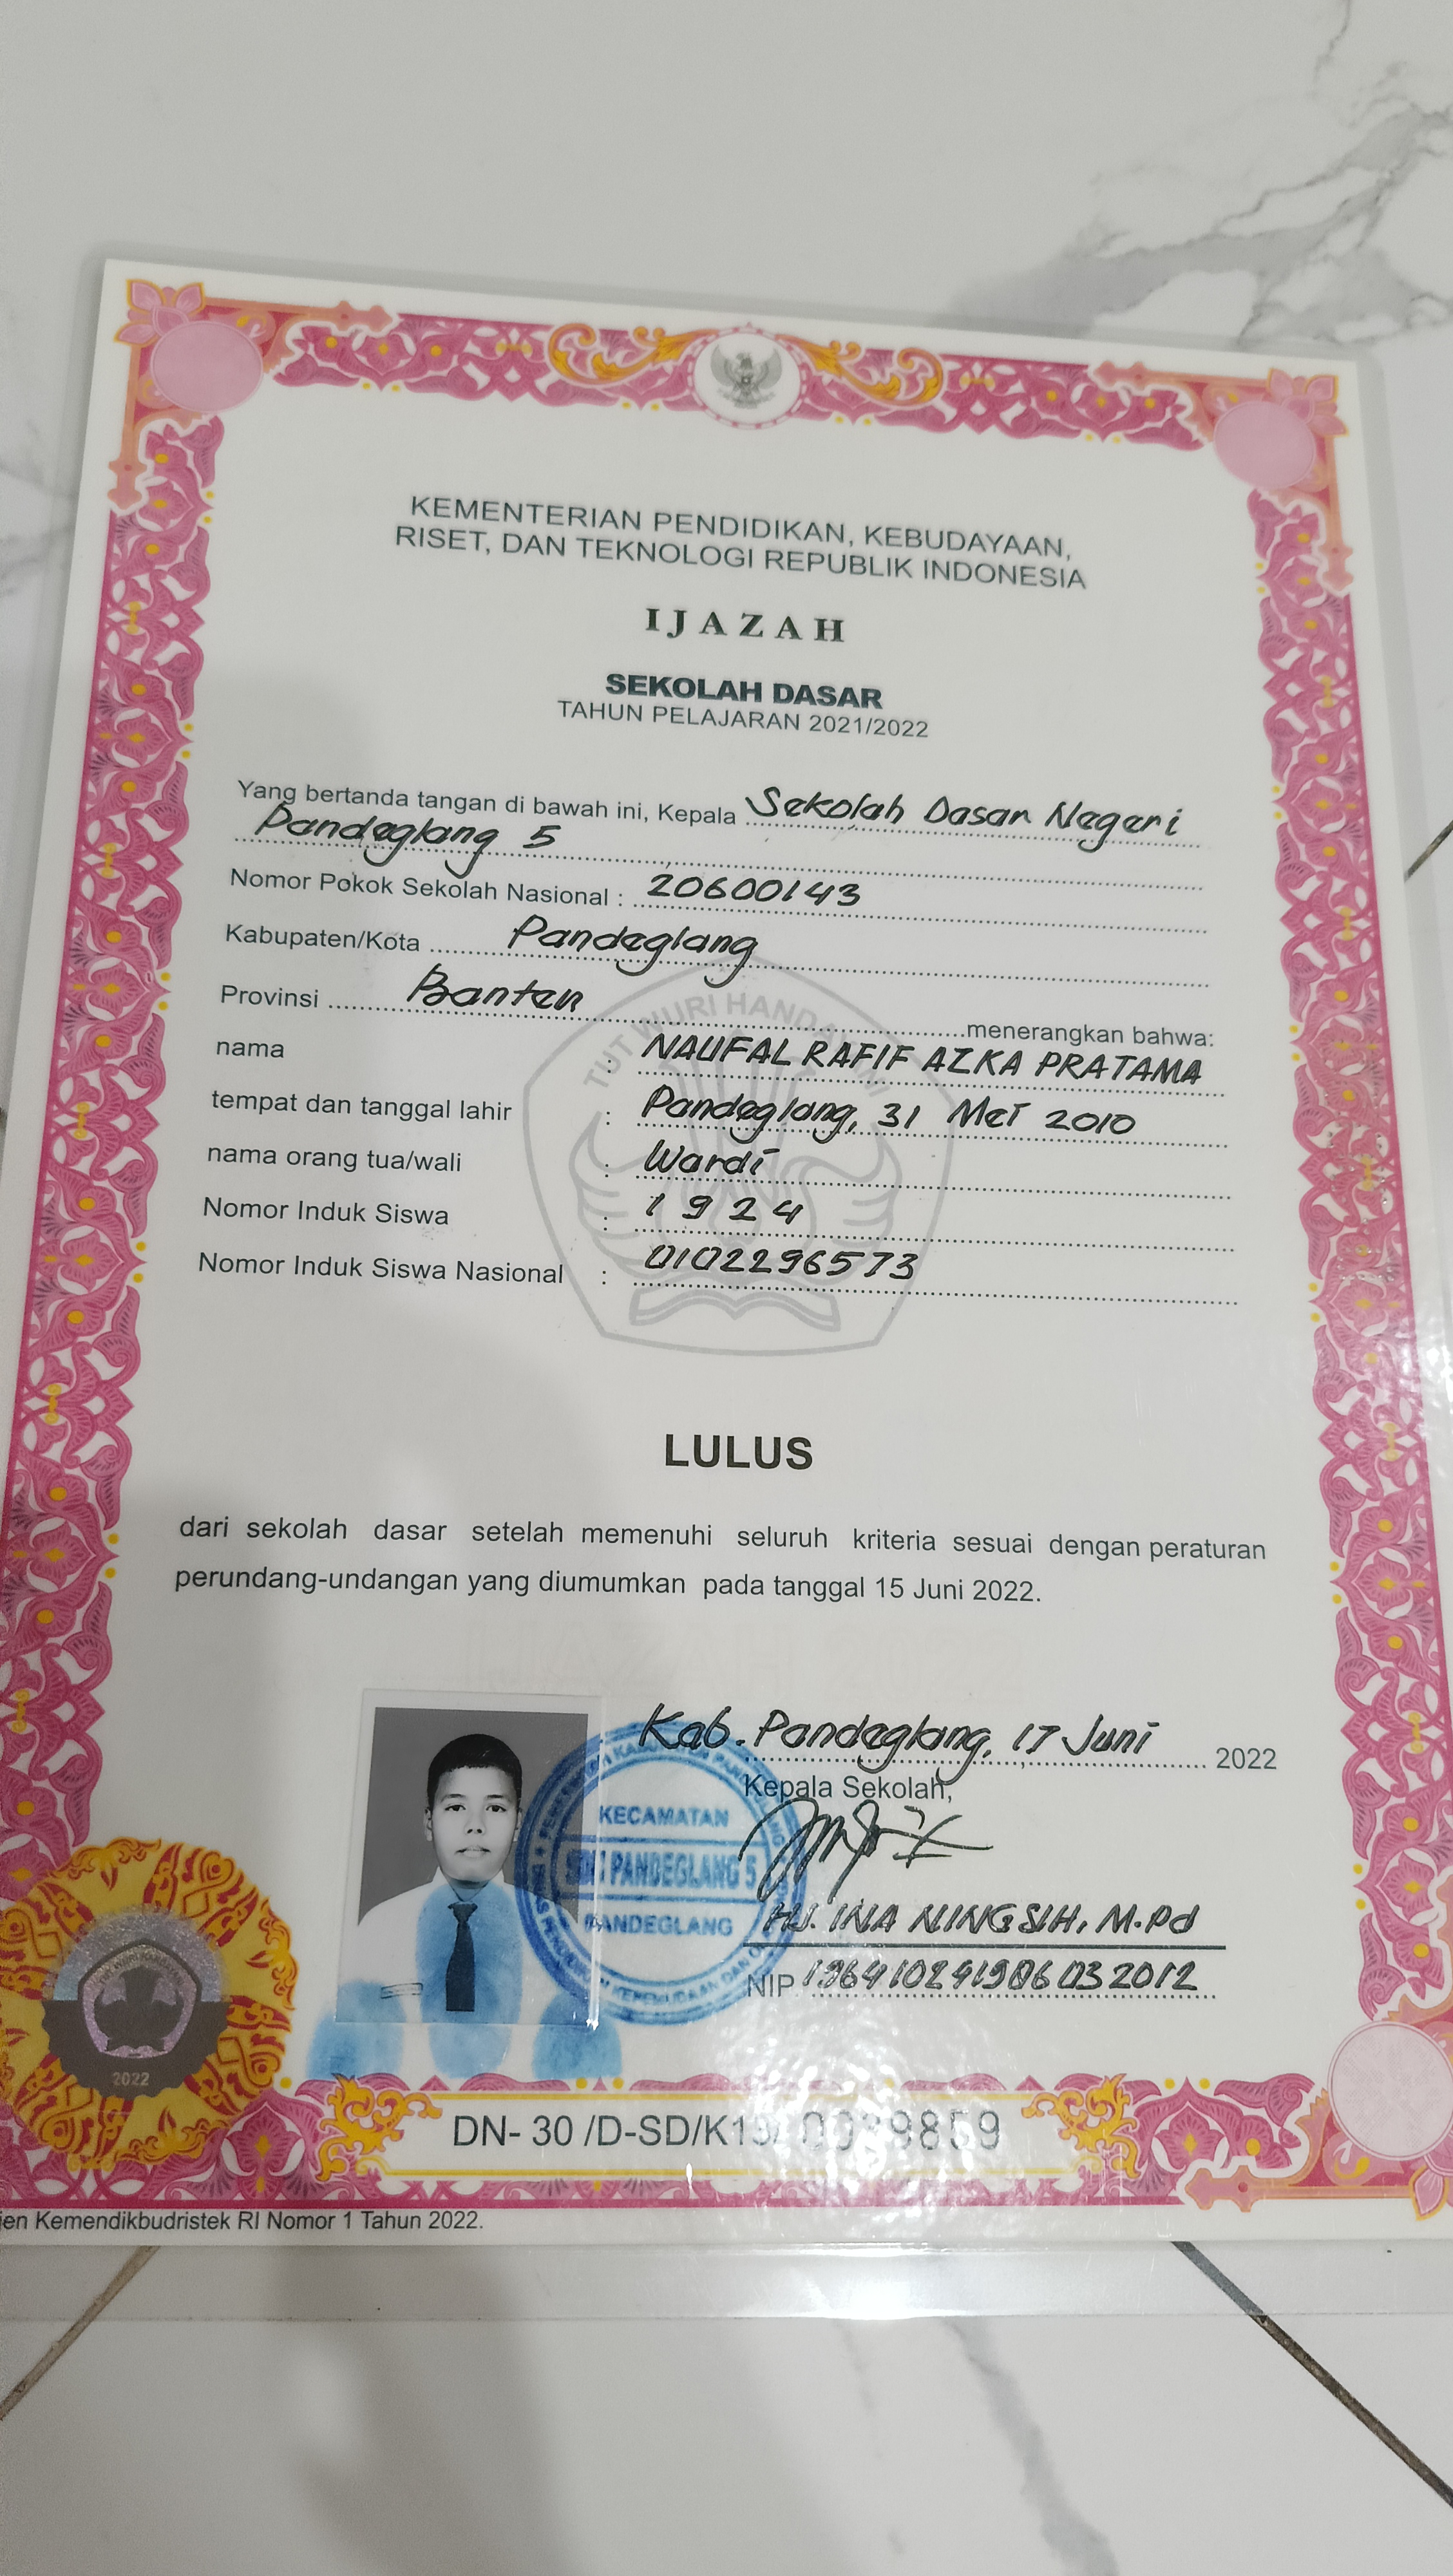 KEMENTERIAN PENDIDIKAN, KEBUDAYAAN,
RISET, DAN TEKNOLOGI REPUBLIK INDONESIA
IJAZAH
SEKOLAH DASAR
TAHUN PELAJARAN 2021/2022
Yang bertanda tangan di bawah ini, Kepala Sekolah Dasar Negeri
Pandeglang 5
Nomor Pokok Sekolah Nasional : 20600143
Kabupaten/Kota Pandeglang
Provinsi Banten menerangkan bahwa:
nama : NAUFAL RAFIF AZKA PRATAMA
tempat dan tanggal lahir : Pandeglang, 31 Mei 2010
nama orang tua/wali : Wardi
Nomor Induk Siswa : 1924
Nomor Induk Siswa Nasional : 0102296573
TUT WURI HANDAYANI
LULUS
dari sekolah dasar setelah memenuhi seluruh kriteria sesuai dengan peraturan
perundang-undangan yang diumumkan pada tanggal 15 Juni 2022.
Kab. Pandeglang, 17 Juni 2022
Kepala Sekolah,
KECAMATAN
SDN PANDEGLANG 5
PANDEGLANG
HJ. INA NINGSIH, M.Pd
NIP 196410241986032012
2022
DN- 30 /D-SD/K13/ 9859
Kemendikbudristek RI Nomor 1 Tahun 2022.